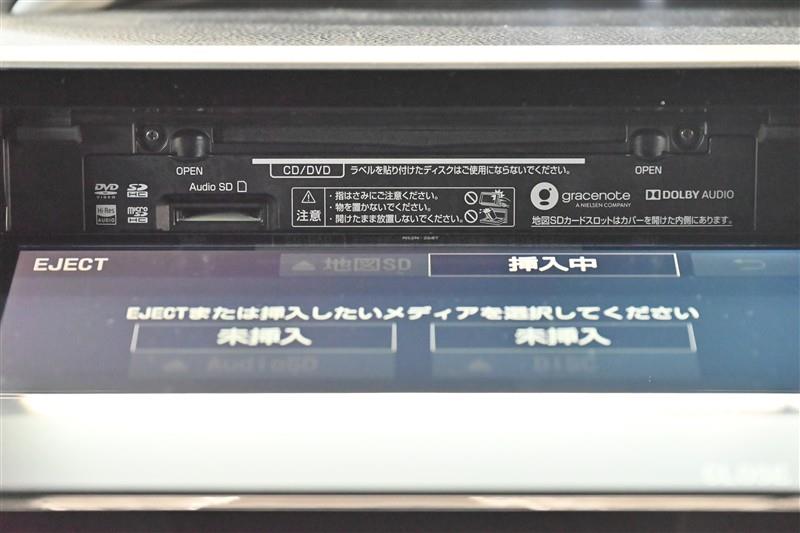 OPEN
CD/DVD ラベルを貼り付けたディスクはご使用にならないでください。
OPEN
DVD VIDEO
SD HC
Audio SD
Hi-Res AUDIO
micro SD HC
注意
・指はさみにご注意ください。
・物を置かないでください。
・開けたまま放置しないでください。
gracenote
A NIELSEN COMPANY
DOLBY AUDIO
地図SDカードスロットはカバーを開けた内側にあります。
EJECT
地図SD
挿入中
EJECTまたは挿入したいメディアを選択してください
未挿入
未挿入
AudioSD
DISC
CLOSE